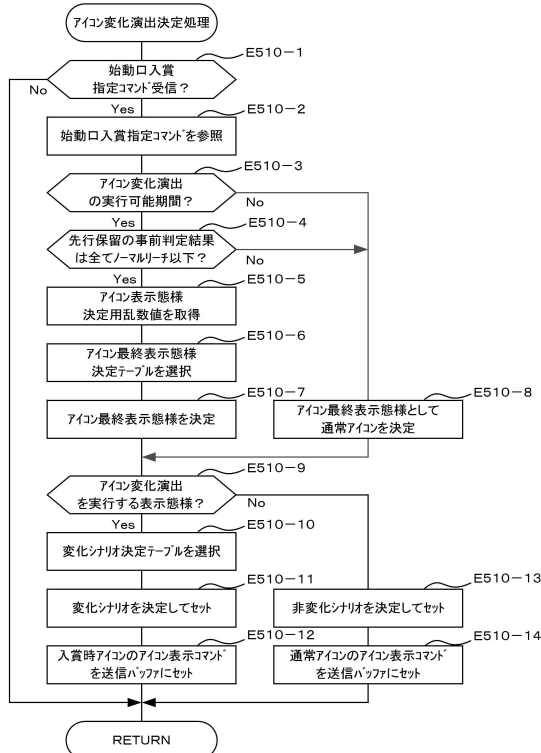 アイコン変化演出決定処理
E510-1
始動口入賞
指定コマンド受信？
No
Yes
E510-2
始動口入賞指定コマンドを参照
E510-3
アイコン変化演出
の実行可能期間？
No
Yes
E510-4
先行保留の事前判定結果
は全てノーマルリーチ以下？
No
Yes
E510-5
アイコン表示態様
決定用乱数値を取得
E510-6
アイコン最終表示態様
決定テーブルを選択
E510-7
アイコン最終表示態様を決定
E510-8
アイコン最終表示態様として
通常アイコンを決定
E510-9
アイコン変化演出
を実行する表示態様？
No
Yes
E510-10
変化シナリオ決定テーブルを選択
E510-11
変化シナリオを決定してセット
E510-13
非変化シナリオを決定してセット
E510-12
入賞時アイコンのアイコン表示コマンド
を送信バッファにセット
E510-14
通常アイコンのアイコン表示コマンド
を送信バッファにセット
RETURN